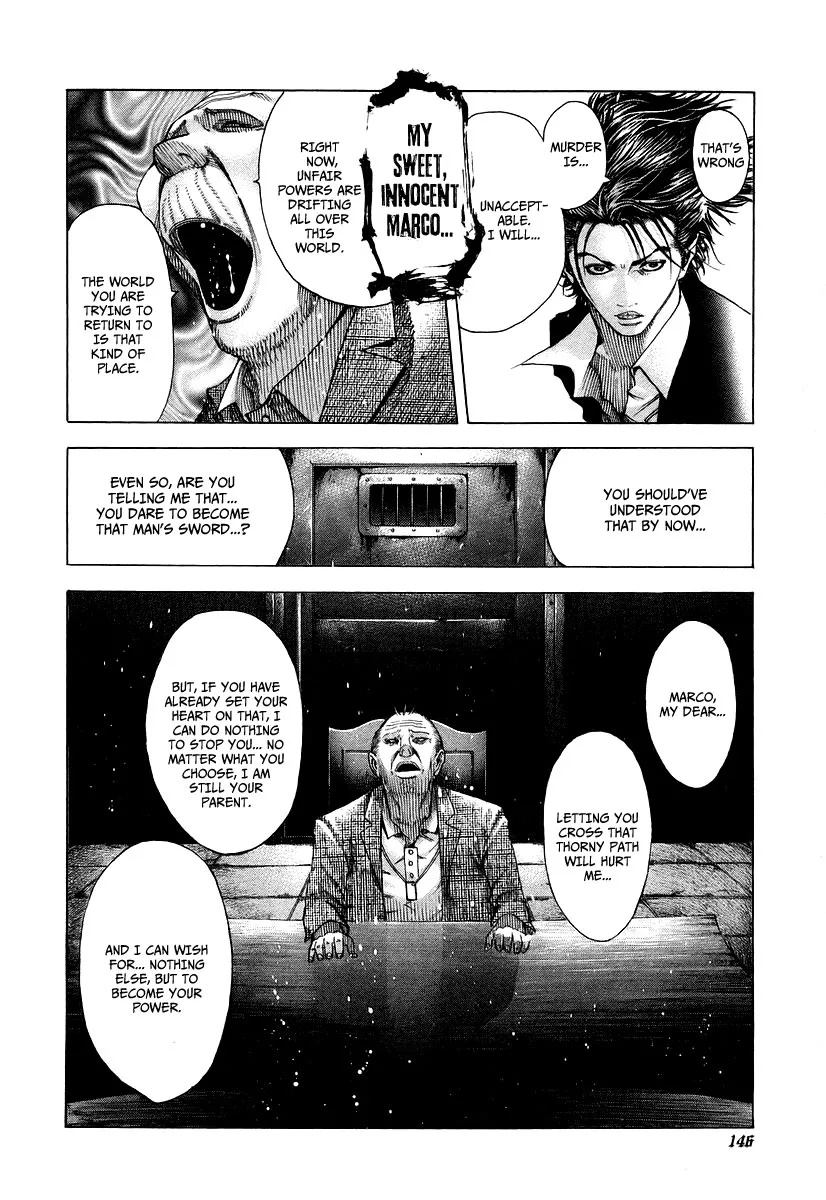 THAT'S
WRONG
MURDER
IS...
UNACCEPT-
ABLE.
I WILL...
MY
SWEET,
INNOCENT
MARCO...
RIGHT
NOW,
UNFAIR
POWERS ARE
DRIFTING
ALL OVER
THIS
WORLD.
THE WORLD
YOU ARE
TRYING TO
RETURN TO
IS THAT
KIND OF
PLACE.
YOU SHOULD'VE
UNDERSTOOD
THAT BY NOW...
EVEN SO, ARE YOU
TELLING ME THAT...
YOU DARE TO BECOME
THAT MAN'S SWORD...?
MARCO,
MY DEAR...
LETTING YOU
CROSS THAT
THORNY PATH
WILL HURT
ME...
BUT, IF YOU HAVE
ALREADY SET YOUR
HEART ON THAT, I
CAN DO NOTHING
TO STOP YOU... NO
MATTER WHAT YOU
CHOOSE, I AM
STILL YOUR
PARENT.
AND I CAN WISH
FOR... NOTHING
ELSE, BUT TO
BECOME YOUR
POWER.